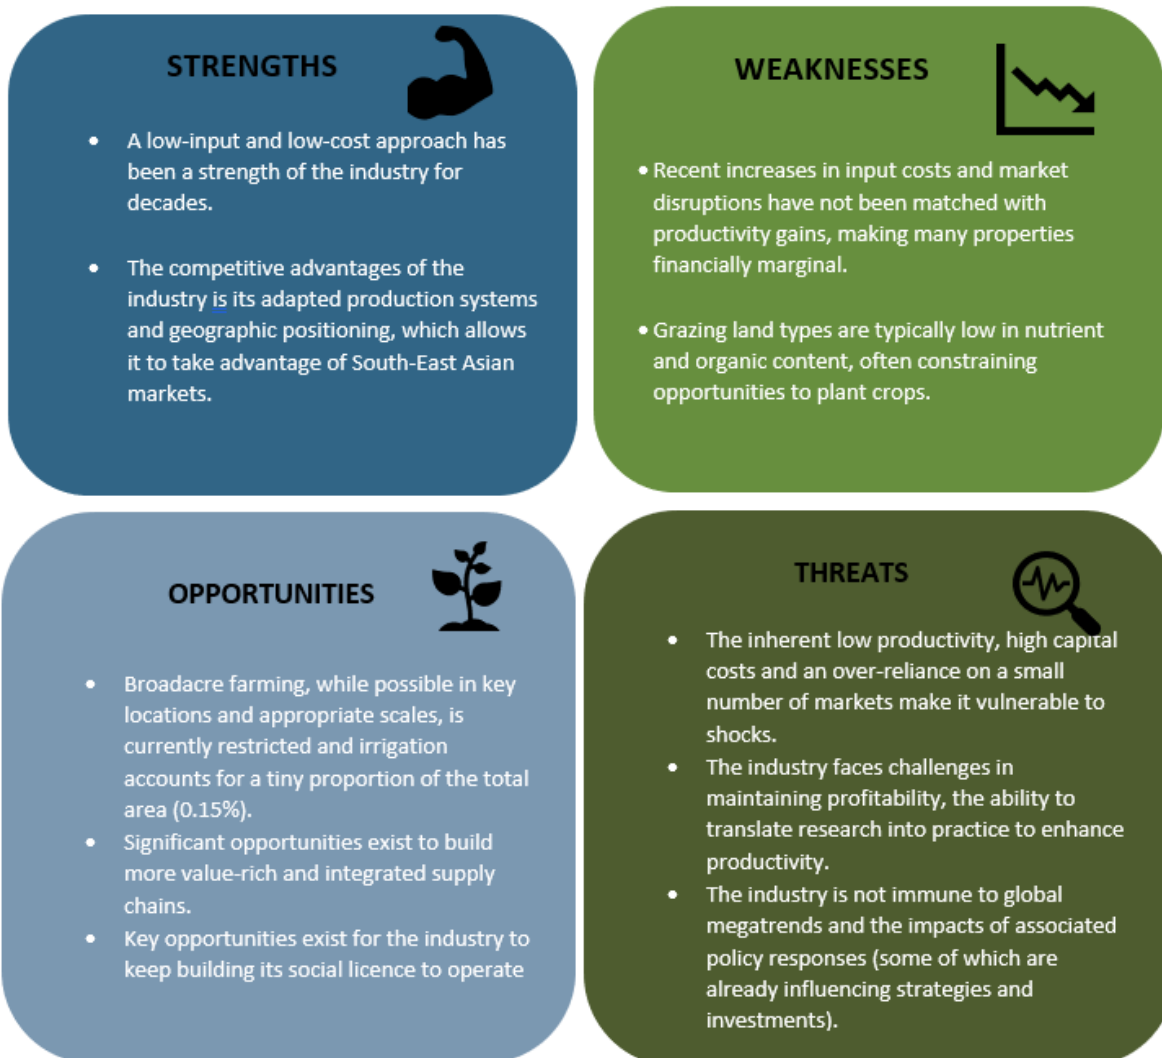 STRENGTHS
• A low-input and low-cost approach has
been a strength of the industry for
decades.
• The competitive advantages of the
industry is its adapted production systems
and geographic positioning, which allows
it to take advantage of South-East Asian
markets.
WEAKNESSES
• Recent increases in input costs and market
disruptions have not been matched with
productivity gains, making many properties
financially marginal.
• Grazing land types are typically low in nutrient
and organic content, often constraining
opportunities to plant crops.
OPPORTUNITIES
• Broadacre farming, while possible in key
locations and appropriate scales, is
currently restricted and irrigation
accounts for a tiny proportion of the total
area (0.15%).
• Significant opportunities exist to build
more value-rich and integrated supply
chains.
• Key opportunities exist for the industry to
keep building its social licence to operate
THREATS
• The inherent low productivity, high capital
costs and an over-reliance on a small
number of markets make it vulnerable to
shocks.
• The industry faces challenges in
maintaining profitability, the ability to
translate research into practice to enhance
productivity.
• The industry is not immune to global
megatrends and the impacts of associated
policy responses (some of which are
already influencing strategies and
investments).